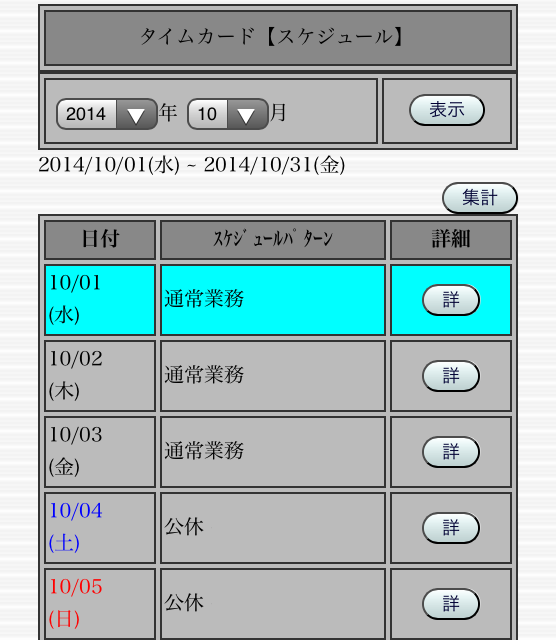 タイムカード【スケジュール】
2014 年 10 月 表示
2014/10/01(水) ~ 2014/10/31(金)
集計
日付 ｽｹｼﾞｭｰﾙﾊﾟﾀｰﾝ 詳細
10/01
(水) 通常業務 詳
10/02
(木) 通常業務 詳
10/03
(金) 通常業務 詳
10/04
(土) 公休 詳
10/05
(日) 公休 詳